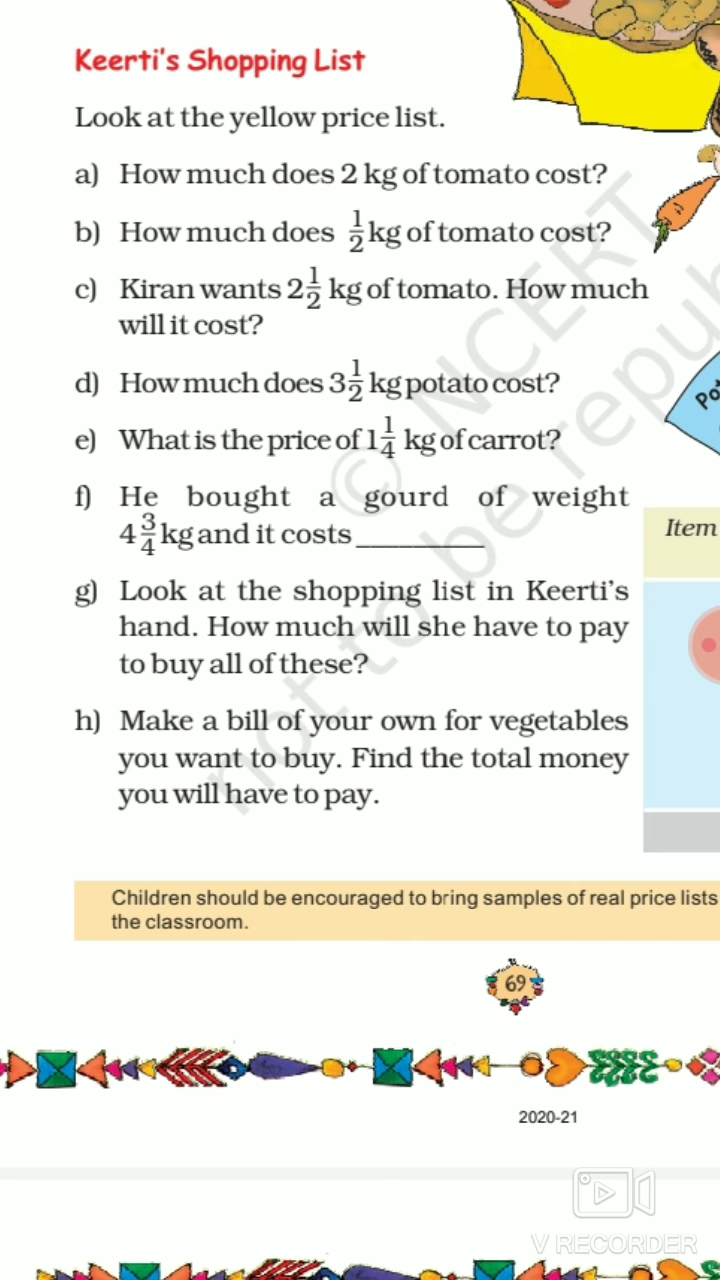 Keerti's Shopping List
Look at the yellow price list.
a) How much does 2 kg of tomato cost?
b) How much does 1/2 kg of tomato cost?
c) Kiran wants 2 1/2 kg of tomato. How much
will it cost?
d) How much does 3 1/2 kg potato cost?
e) What is the price of 1 1/4 kg of carrot?
f) He bought a gourd of weight
4 3/4 kg and it costs ________
Item
g) Look at the shopping list in Keerti's
hand. How much will she have to pay
to buy all of these?
h) Make a bill of your own for vegetables
you want to buy. Find the total money
you will have to pay.
Children should be encouraged to bring samples of real price lists
the classroom.
69
2020-21
© NCERT
not to be repub
V RECORDER